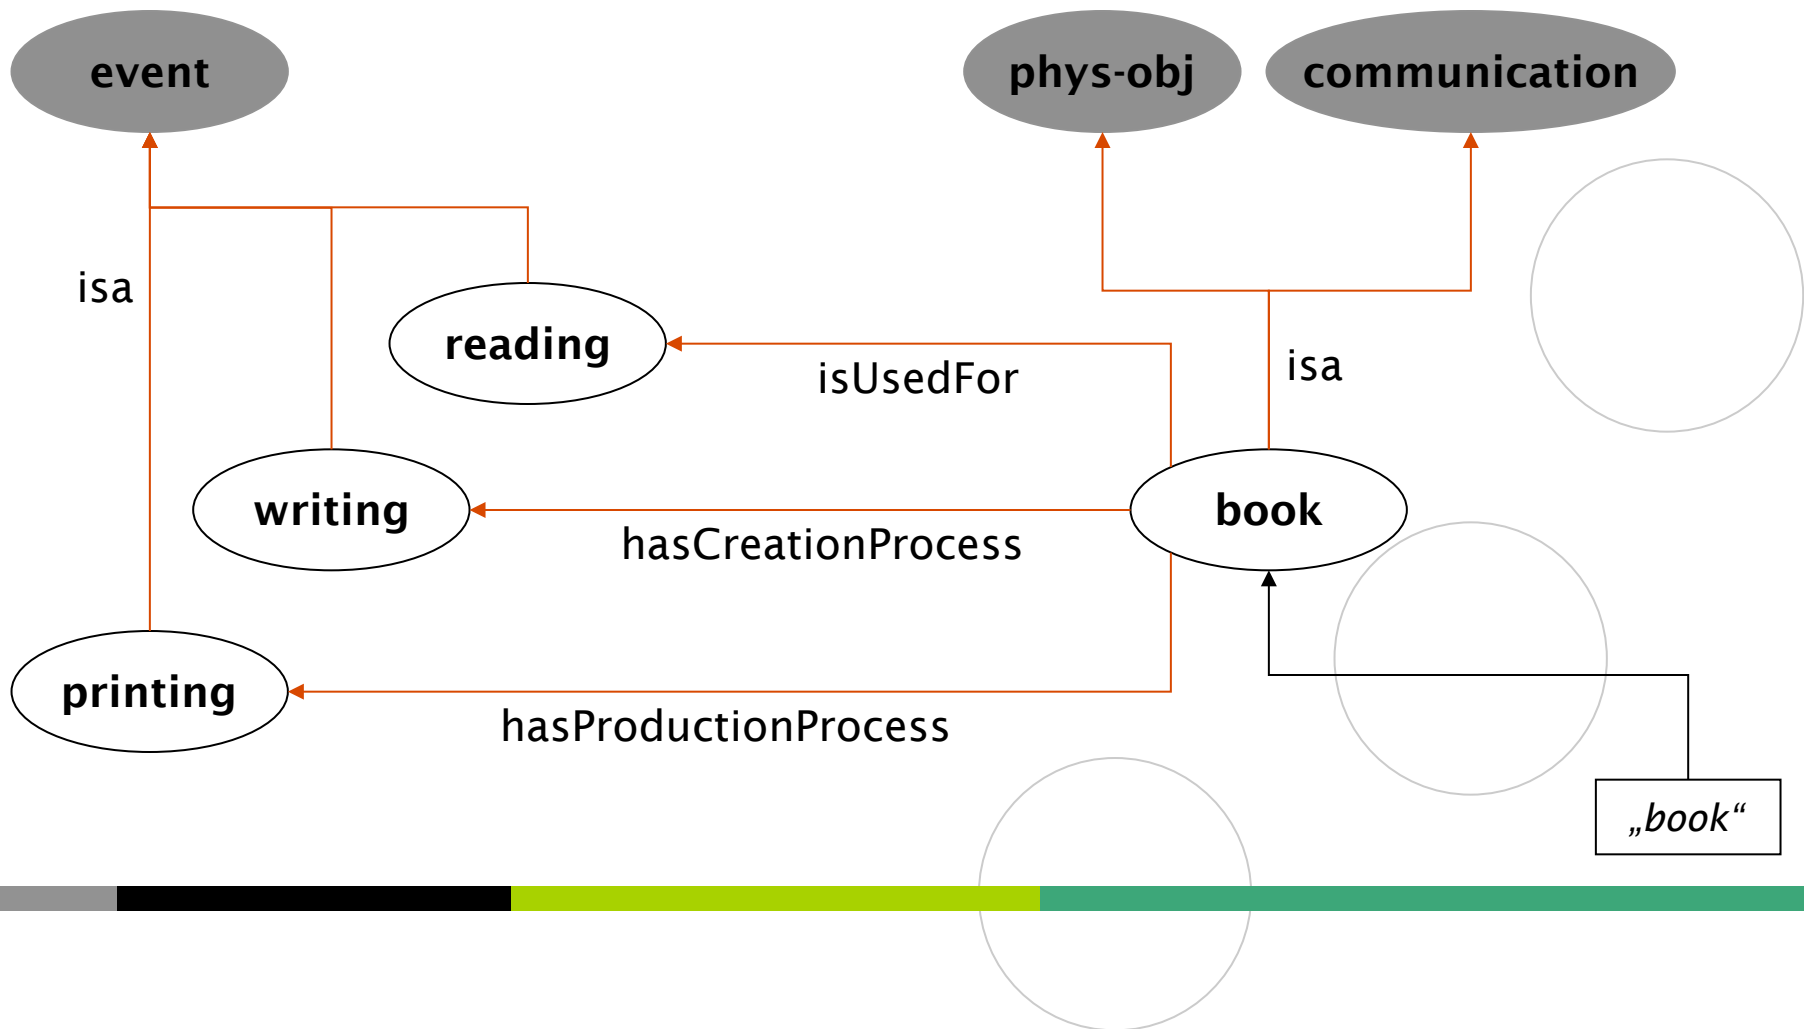 event
phys-obj
communication
isa
reading
isUsedFor
isa
writing
hasCreationProcess
book
printing
hasProductionProcess
„book“